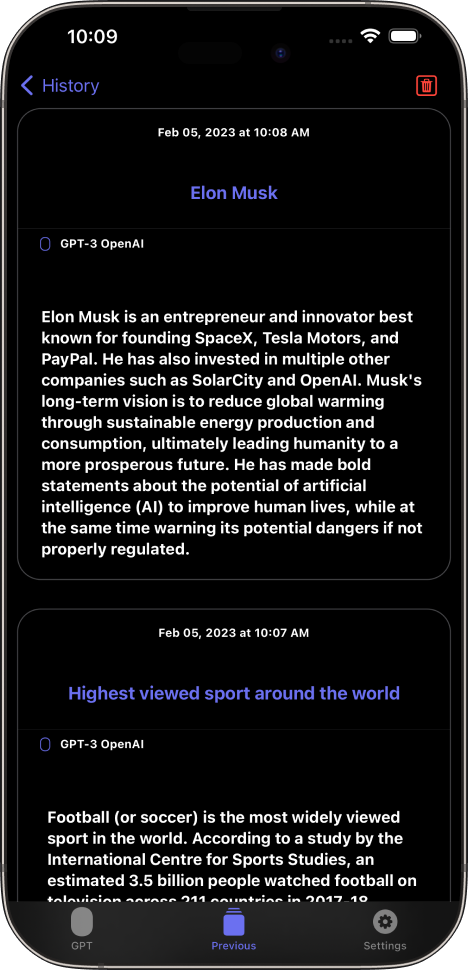 10:09
History
Feb 05, 2023 at 10:08 AM
Elon Musk
GPT-3 OpenAI
Elon Musk is an entrepreneur and innovator best
known for founding SpaceX, Tesla Motors, and
PayPal. He has also invested in multiple other
companies such as SolarCity and OpenAI. Musk's
long-term vision is to reduce global warming
through sustainable energy production and
consumption, ultimately leading humanity to a
more prosperous future. He has made bold
statements about the potential of artificial
intelligence (AI) to improve human lives, while at
the same time warning its potential dangers if not
properly regulated.
Feb 05, 2023 at 10:07 AM
Highest viewed sport around the world
GPT-3 OpenAI
Football (or soccer) is the most widely viewed
sport in the world. According to a study by the
International Centre for Sports Studies, an
estimated 3.5 billion people watched football on
television across 211 countries in 2017-18
GPT
Previous
Settings